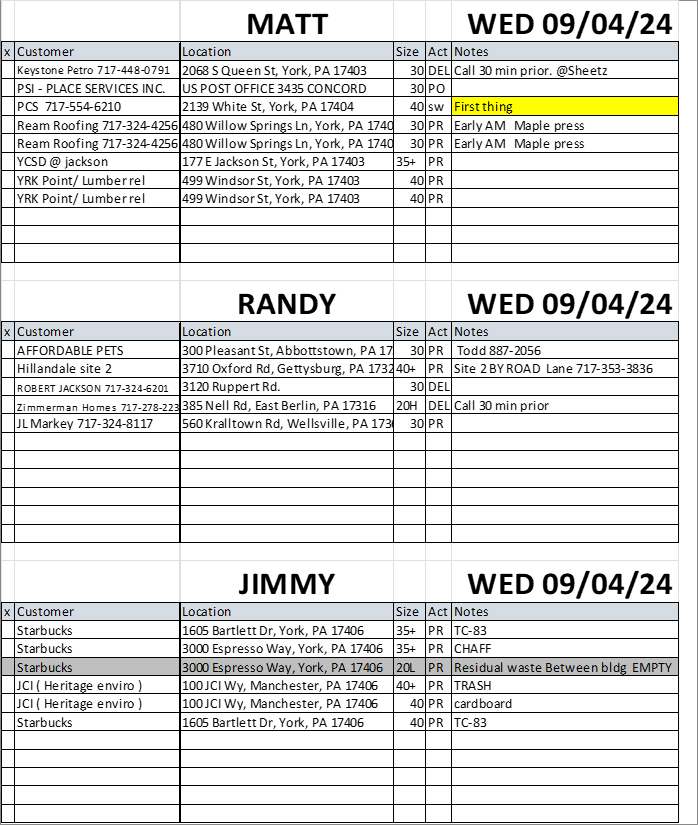 MATT WED 09/04/24
x Customer Location Size Act Notes
Keystone Petro 717-448-0791 2068 S Queen St, York, PA 17403 30 DEL Call 30 min prior. @Sheetz
PSI - PLACE SERVICES INC. US POST OFFICE 3435 CONCORD 30 PO
PCS 717-554-6210 2139 White St, York, PA 17404 40 sw First thing
Ream Roofing 717-324-4256 480 Willow Springs Ln, York, PA 1740 30 PR Early AM Maple press
Ream Roofing 717-324-4256 480 Willow Springs Ln, York, PA 1740 30 PR Early AM Maple press
YCSD @ jackson 177 E Jackson St, York, PA 17403 35+ PR
YRK Point/ Lumber rel 499 Windsor St, York, PA 17403 40 PR
YRK Point/ Lumber rel 499 Windsor St, York, PA 17403 40 PR
RANDY WED 09/04/24
x Customer Location Size Act Notes
AFFORDABLE PETS 300 Pleasant St, Abbottstown, PA 17 30 PR Todd 887-2056
Hillandale site 2 3710 Oxford Rd, Gettysburg, PA 1732 40+ PR Site 2 BY ROAD Lane 717-353-3836
ROBERT JACKSON 717-324-6201 3120 Ruppert Rd. 30 DEL
Zimmerman Homes 717-278-223 385 Nell Rd, East Berlin, PA 17316 20H DEL Call 30 min prior
JL Markey 717-324-8117 560 Kralltown Rd, Wellsville, PA 1736 30 PR
JIMMY WED 09/04/24
x Customer Location Size Act Notes
Starbucks 1605 Bartlett Dr, York, PA 17406 35+ PR TC-83
Starbucks 3000 Espresso Way, York, PA 17406 35+ PR CHAFF
Starbucks 3000 Espresso Way, York, PA 17406 20L PR Residual waste Between bldg EMPTY
JCI ( Heritage enviro ) 100 JCI Wy, Manchester, PA 17406 40+ PR TRASH
JCI ( Heritage enviro ) 100 JCI Wy, Manchester, PA 17406 40 PR cardboard
Starbucks 1605 Bartlett Dr, York, PA 17406 40 PR TC-83